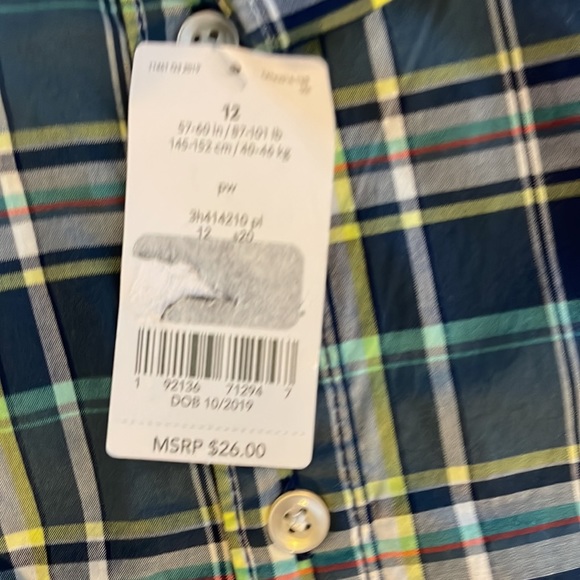 12
57-60 in / 87-101 lb
145-152 cm / 40-46 kg
pw
3h414210 pl
12 s20
1 92136 71294 7
DOB 10/2019
MSRP $26.00